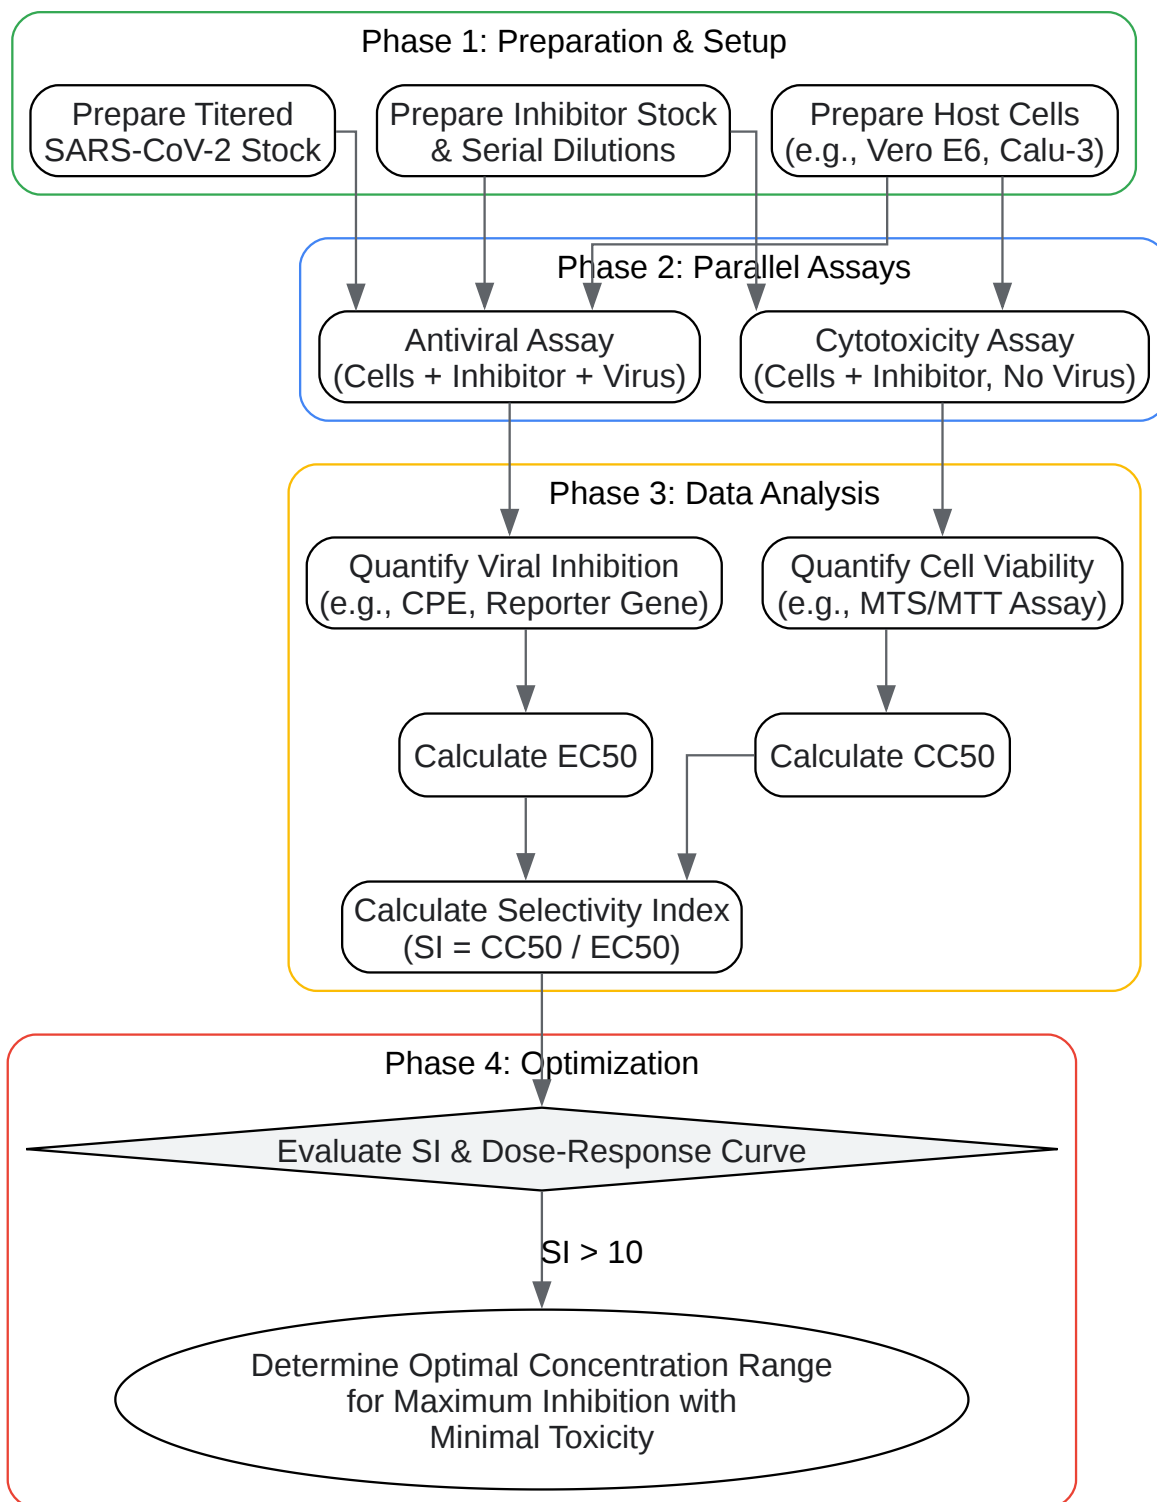 Phase 1: Preparation & Setup
Prepare Titered
SARS-CoV-2 Stock
Prepare Inhibitor Stock
& Serial Dilutions
Prepare Host Cells
(e.g., Vero E6, Calu-3)
Phase 2: Parallel Assays
Antiviral Assay
(Cells + Inhibitor + Virus)
Cytotoxicity Assay
(Cells + Inhibitor, No Virus)
Phase 3: Data Analysis
Quantify Viral Inhibition
(e.g., CPE, Reporter Gene)
Quantify Cell Viability
(e.g., MTS/MTT Assay)
Calculate EC50
Calculate CC50
Calculate Selectivity Index
(SI = CC50 / EC50)
Phase 4: Optimization
Evaluate SI & Dose-Response Curve
SI > 10
Determine Optimal Concentration Range
for Maximum Inhibition with
Minimal Toxicity